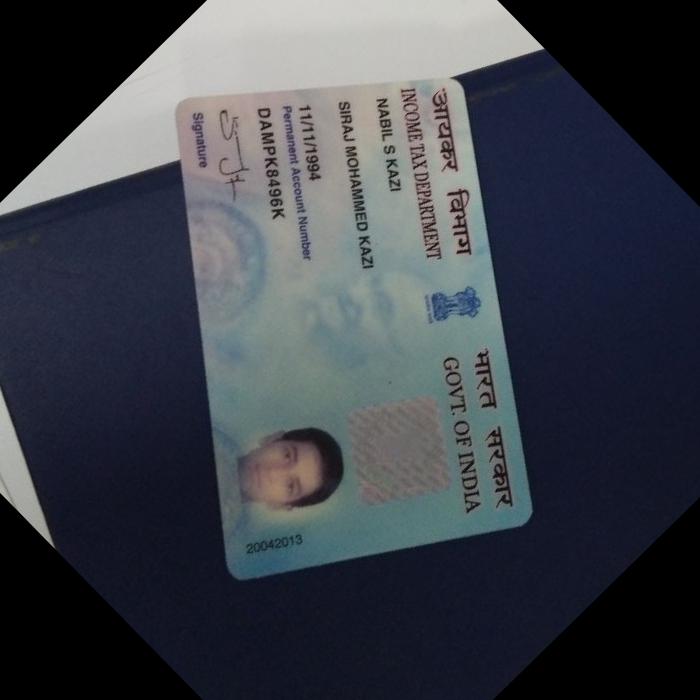 आयकर विभाग
INCOME TAX DEPARTMENT
भारत सरकार
GOVT. OF INDIA
NABIL S KAZI
SIRAJ MOHAMMED KAZI
11/11/1994
Permanent Account Number
DAMPK8496K
Signature
20042013